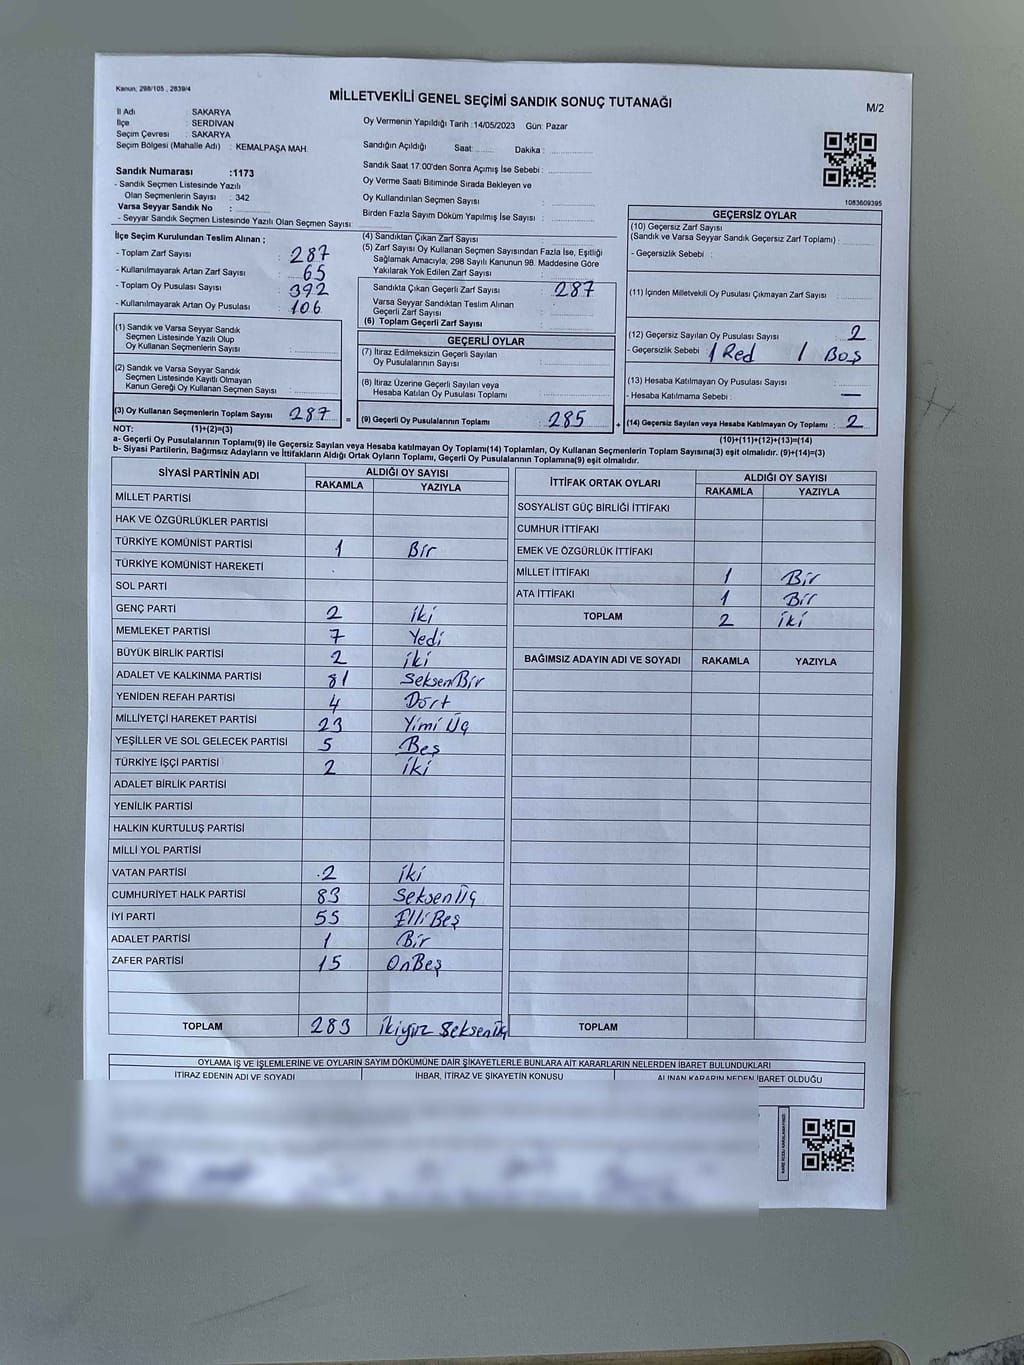 Kanun, 298/105 , 2839/4
MİLLETVEKİLİ GENEL SEÇİMİ SANDIK SONUÇ TUTANAĞI
M/2
İl Adı : SAKARYA
İlçe : SERDİVAN
Seçim Çevresi : SAKARYA
Seçim Bölgesi (Mahalle Adı) : KEMALPAŞA MAH.
Sandık Numarası :1173
- Sandık Seçmen Listesinde Yazılı
Olan Seçmenlerin Sayısı : 342
Varsa Seyyar Sandık No :
- Seyyar Sandık Seçmen Listesinde Yazılı Olan Seçmen Sayısı:
Oy Vermenin Yapıldığı Tarih :14/05/2023 Gün: Pazar
Sandığın Açıldığı Saat: Dakika :
Sandık Saat 17:00'den Sonra Açımış İse Sebebi :
Oy Verme Saati Bitiminde Sırada Bekleyen ve
Oy Kullandırılan Seçmen Sayısı :
Birden Fazla Sayım Döküm Yapılmış İse Sayısı :
1083609395
İlçe Seçim Kurulundan Teslim Alınan ;
- Toplam Zarf Sayısı : 287
- Kullanılmayarak Artan Zarf Sayısı : 65
- Toplam Oy Pusulası Sayısı : 392
- Kullanılmayarak Artan Oy Pusulası : 106
(1) Sandık ve Varsa Seyyar Sandık
Seçmen Listesinde Yazılı Olup
Oy Kullanan Seçmenlerin Sayısı :
(2) Sandık ve Varsa Seyyar Sandık
Seçmen Listesinde Kayıtlı Olmayan
Kanun Gereği Oy Kullanan Seçmen Sayısı :
(3) Oy Kullanan Seçmenlerin Toplam Sayısı : 287 =
(4) Sandıktan Çıkan Zarf Sayısı :
(5) Zarf Sayısı Oy Kullanan Seçmen Sayısından Fazla İse, Eşitliği
Sağlamak Amacıyla; 298 Sayılı Kanunun 98. Maddesine Göre
Yakılarak Yok Edilen Zarf Sayısı :
Sandıkta Çıkan Geçerli Zarf Sayısı : 287
Varsa Seyyar Sandıktan Teslim Alınan
Geçerli Zarf Sayısı :
(6) Toplam Geçerli Zarf Sayısı :
GEÇERLİ OYLAR
(7) İtiraz Edilmeksizin Geçerli Sayılan
Oy Pusulalarının Sayısı :
(8) İtiraz Üzerine Geçerli Sayılan veya
Hesaba Katılan Oy Pusulası Toplamı :
(9) Geçerli Oy Pusulalarının Toplamı : 285 +
GEÇERSİZ OYLAR
(10) Geçersiz Zarf Sayısı
(Sandık ve Varsa Seyyar Sandık Geçersiz Zarf Toplamı) :
- Geçersizlik Sebebi :
(11) İçinden Milletvekili Oy Pusulası Çıkmayan Zarf Sayısı :
(12) Geçersiz Sayılan Oy Pusulası Sayısı : 2
- Geçersizlik Sebebi : 1 Red 1 Boş
(13) Hesaba Katılmayan Oy Pusulası Sayısı :
- Hesaba Katılmama Sebebi : —
(14) Geçersiz Sayılan veya Hesaba Katılmayan Oy Toplamı : 2
NOT: (1)+(2)=(3)
(10)+(11)+(12)+(13)=(14)
a- Geçerli Oy Pusulalarının Toplamı(9) ile Geçersiz Sayılan veya Hesaba katılmayan Oy Toplamı(14) Toplamları, Oy Kullanan Seçmenlerin Toplam Sayısına(3) eşit olmalıdır. (9)+(14)=(3)
b- Siyasi Partilerin, Bağımsız Adayların ve İttifakların Aldığı Ortak Oyların Toplamı, Geçerli Oy Pusulalarının Toplamına(9) eşit olmalıdır.
SİYASİ PARTİNİN ADI ALDIĞI OY SAYISI
RAKAMLA YAZIYLA
MİLLET PARTİSİ
HAK VE ÖZGÜRLÜKLER PARTİSİ
TÜRKİYE KOMÜNİST PARTİSİ 1 Bir
TÜRKİYE KOMÜNİST HAREKETİ
SOL PARTİ
GENÇ PARTİ 2 iki
MEMLEKET PARTİSİ 7 Yedi
BÜYÜK BİRLİK PARTİSİ 2 iki
ADALET VE KALKINMA PARTİSİ 81 SeksenBir
YENİDEN REFAH PARTİSİ 4 Dört
MİLLİYETÇİ HAREKET PARTİSİ 23 Yimi Üç
YEŞİLLER VE SOL GELECEK PARTİSİ 5 Beş
TÜRKİYE İŞÇİ PARTİSİ 2 iki
ADALET BİRLİK PARTİSİ
YENİLİK PARTİSİ
HALKIN KURTULUŞ PARTİSİ
MİLLİ YOL PARTİSİ
VATAN PARTİSİ 2 iki
CUMHURİYET HALK PARTİSİ 83 SeksenÜç
İYİ PARTİ 55 ElliBeş
ADALET PARTİSİ 1 Bir
ZAFER PARTİSİ 15 OnBeş
TOPLAM 283 ikiyüz SeksenÜç
İTTİFAK ORTAK OYLARI ALDIĞI OY SAYISI
RAKAMLA YAZIYLA
SOSYALİST GÜÇ BİRLİĞİ İTTİFAKI
CUMHUR İTTİFAKI
EMEK VE ÖZGÜRLÜK İTTİFAKI
MİLLET İTTİFAKI 1 Bir
ATA İTTİFAKI 1 Bir
TOPLAM 2 iki
BAĞIMSIZ ADAYIN ADI VE SOYADI RAKAMLA YAZIYLA
TOPLAM
OYLAMA İŞ VE İŞLEMLERİNE VE OYLARIN SAYIM DÖKÜMÜNE DAİR ŞİKAYETLERLE BUNLARA AİT KARARLARIN NELERDEN İBARET BULUNDUKLARI
İTİRAZ EDENİN ADI VE SOYADI İHBAR, İTİRAZ VE ŞİKAYETİN KONUSU ALINAN KARARIN NEDEN İBARET OLDUĞU